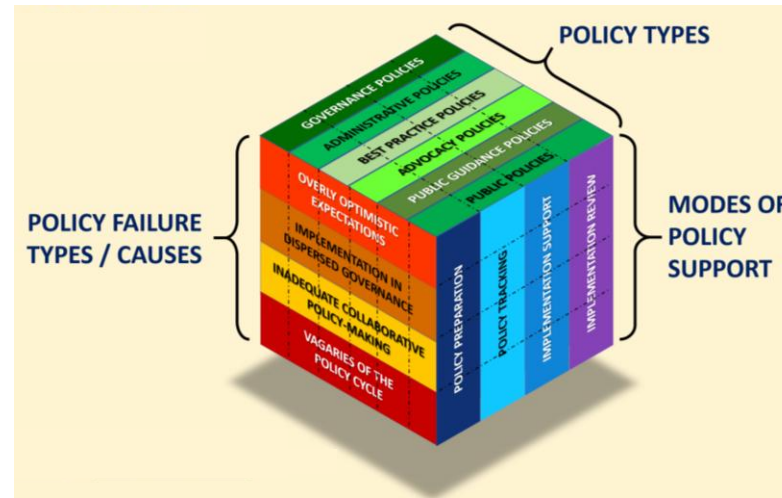 POLICY TYPES
GOVERNANCE POLICIES
ADMINISTRATIVE POLICIES
BEST PRACTICE POLICIES
ADVOCACY POLICIES
PUBLIC GUIDANCE POLICIES
PUBLIC POLICIES
POLICY FAILURE
TYPES / CAUSES
OVERLY OPTIMISTIC
EXPECTATIONS
IMPLEMENTATION IN
DISPERSED GOVERNANCE
INADEQUATE COLLABORATIVE
POLICY-MAKING
VAGARIES OF THE
POLICY CYCLE
POLICY PREPARATION
POLICY TRACKING
IMPLEMENTATION SUPPORT
IMPLEMENTATION REVIEW
MODES OF
POLICY
SUPPORT